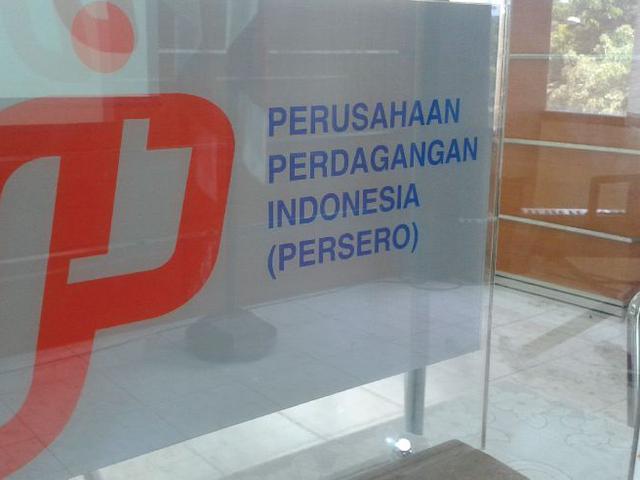 PERUSAHAAN
PERDAGANGAN
INDONESIA
(PERSERO)